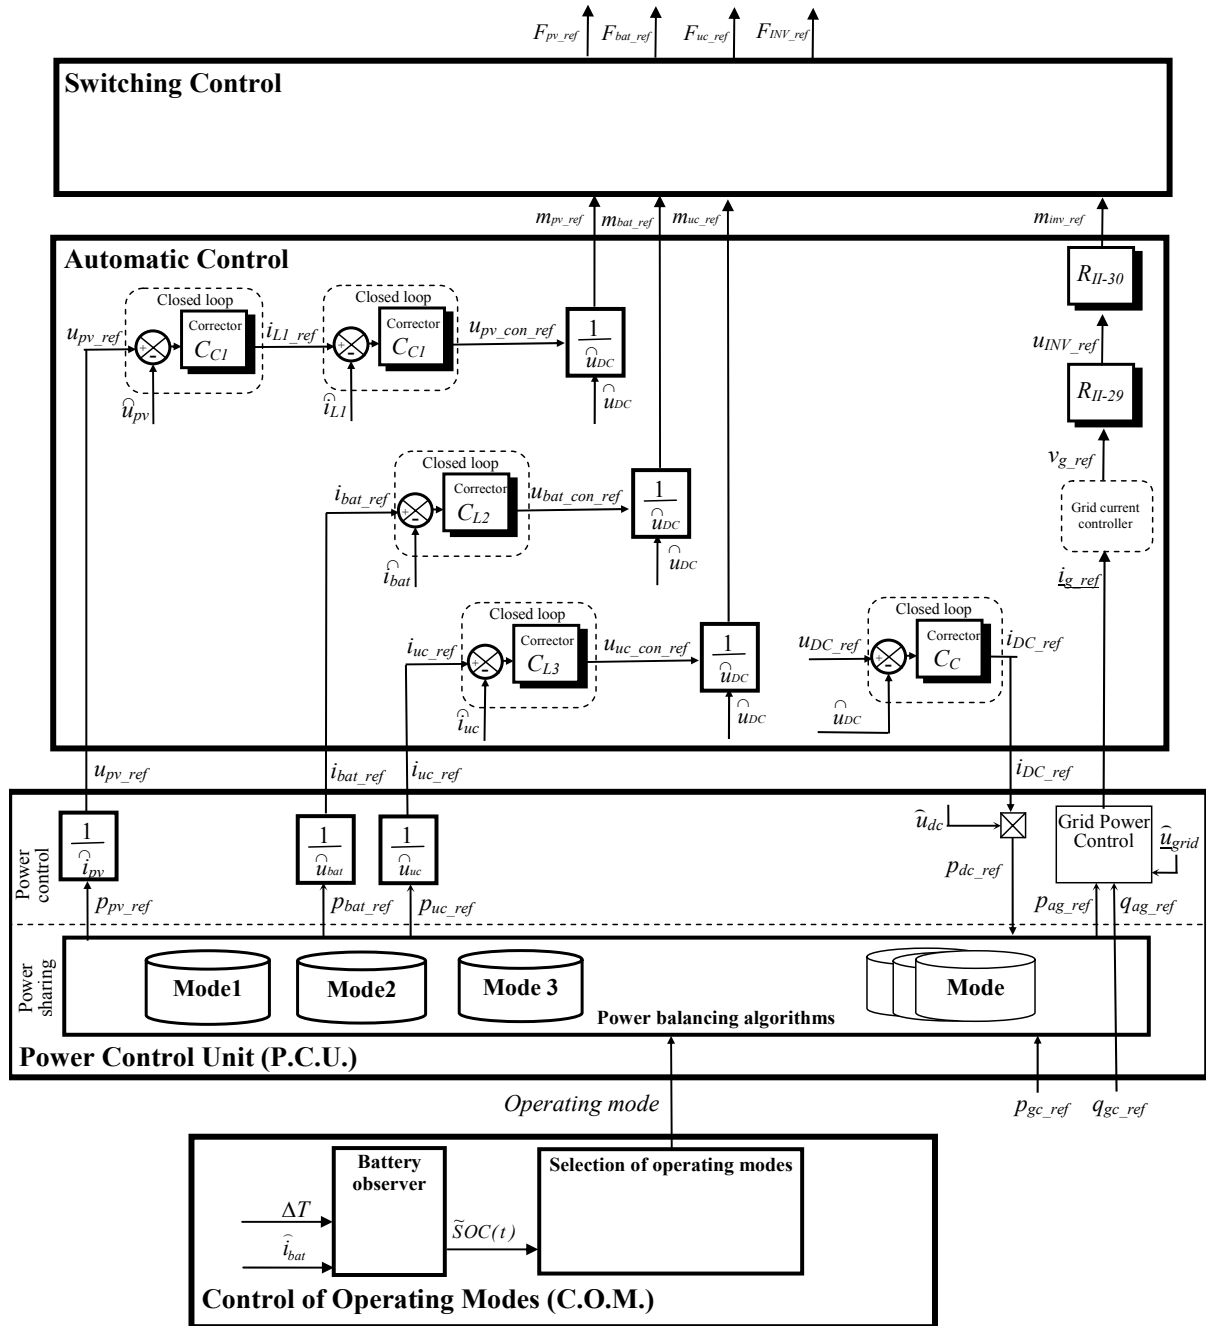 F_pv_ref F_bat_ref F_uc_ref F_INV_ref
Switching Control
m_pv_ref m_bat_ref m_uc_ref m_inv_ref
Automatic Control
R_II-30
Closed loop Closed loop
u_pv_ref Corrector i_L1_ref Corrector u_pv_con_ref
C_C1 C_C1
+ - + -
1
û_DC
u_INV_ref
R_II-29
û_pv î_L1 û_DC
v_g_ref
Closed loop
i_bat_ref Corrector u_bat_con_ref
C_L2
+ -
1
û_DC
Grid current
controller
î_bat û_DC
i_g_ref
Closed loop Closed loop
i_uc_ref Corrector u_uc_con_ref u_DC_ref Corrector i_DC_ref
C_L3 C_C
+ - + -
1
û_DC
î_uc û_DC û_DC
u_pv_ref i_bat_ref i_uc_ref i_DC_ref
Power
control
1
î_pv
1
û_bat
1
û_uc
û_dc
Grid Power
Control
û_grid
p_pv_ref p_bat_ref p_uc_ref p_dc_ref p_ag_ref q_ag_ref
Power
sharing
Mode1 Mode2 Mode 3 Mode
Power balancing algorithms
Power Control Unit (P.C.U.)
Operating mode p_gc_ref q_gc_ref
Battery
observer
Selection of operating modes
ΔT
î_bat
S̃OC(t)
Control of Operating Modes (C.O.M.)